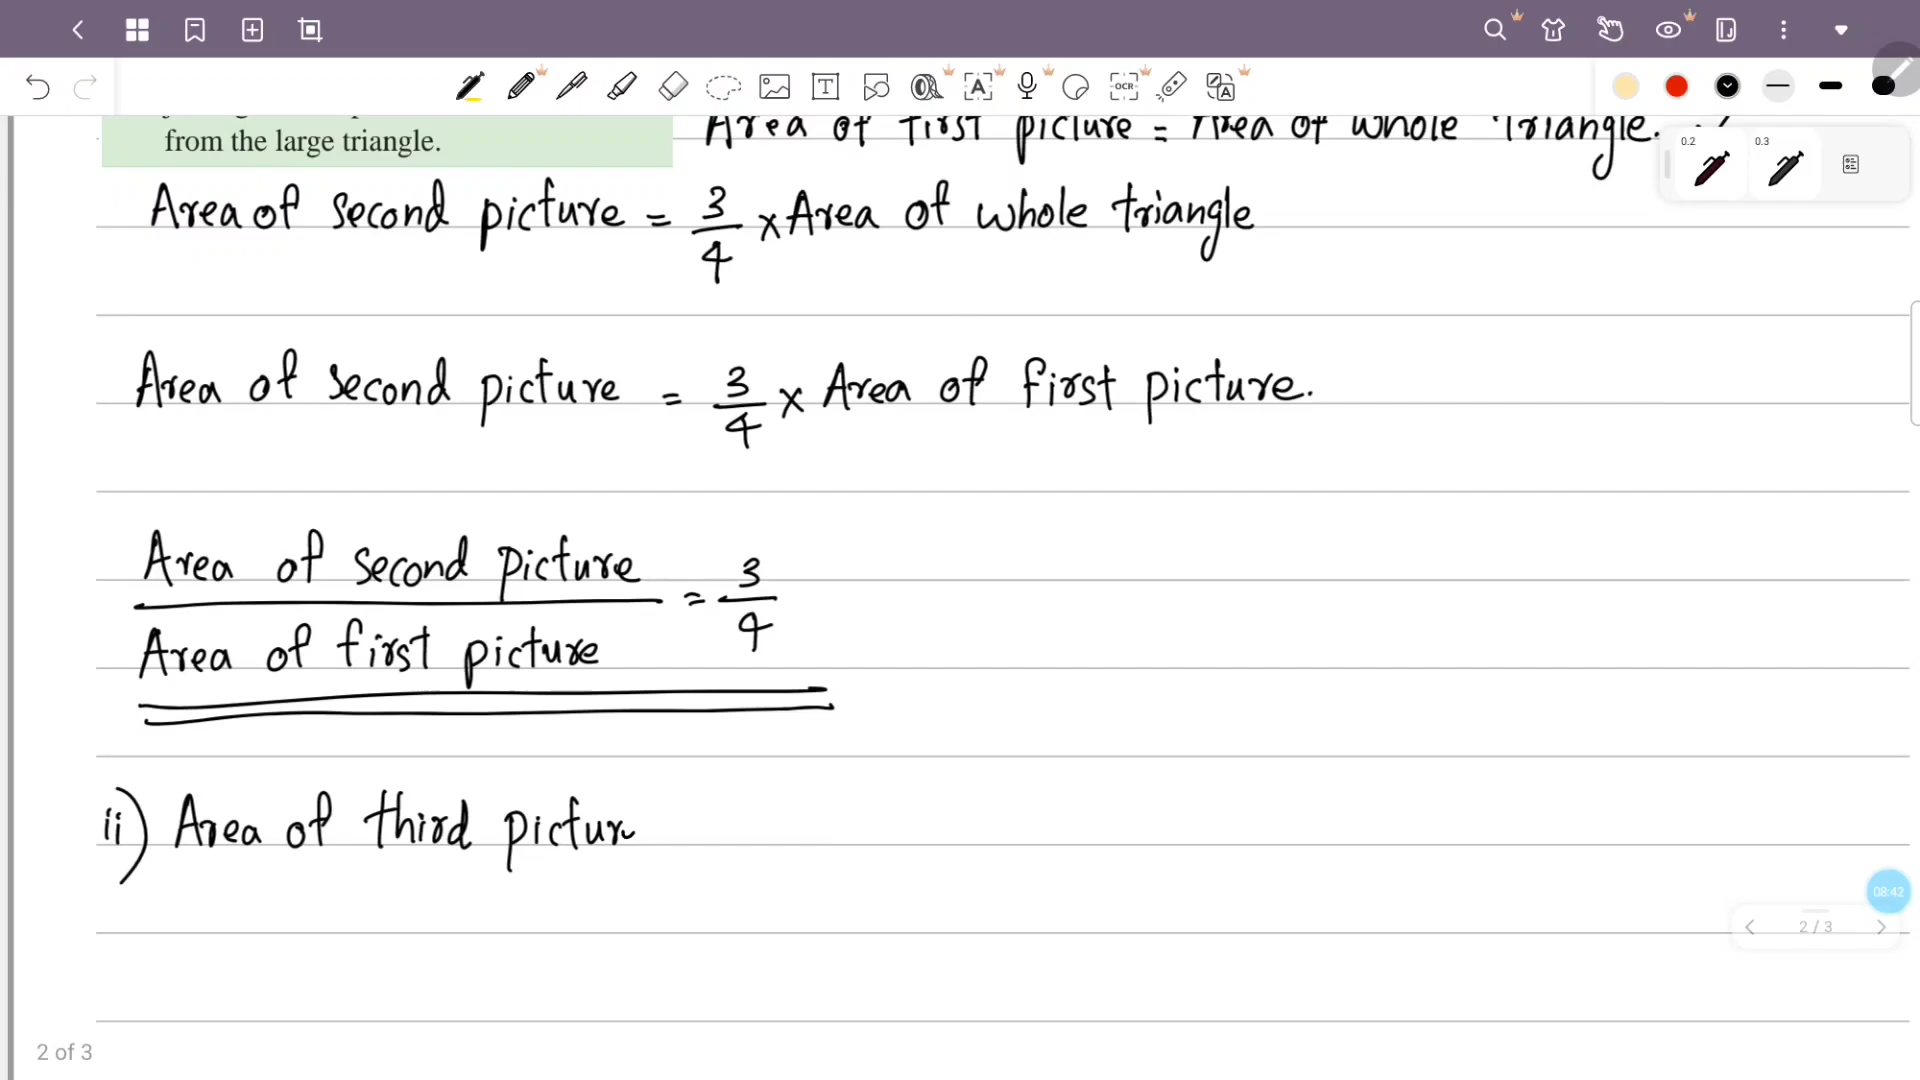 from the large triangle.
Area of first picture = Area of whole Triangle.
Area of second picture = 3/4 × Area of whole triangle
Area of second picture = 3/4 × Area of first picture.
Area of second picture / Area of first picture = 3/4
ii) Area of third pictur
0.2
0.3
OCR
08:42
2 / 3
2 of 3